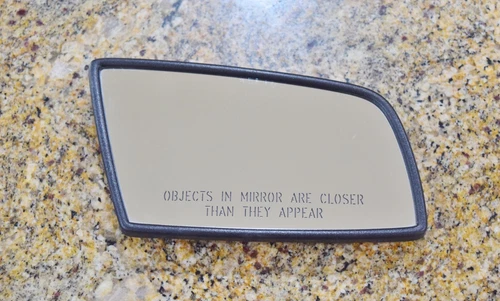 OBJECTS IN MIRROR ARE CLOSER
THAN THEY APPEAR